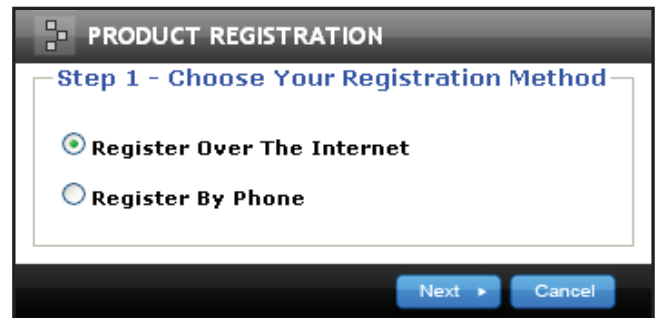 PRODUCT REGISTRATION
Step 1 - Choose Your Registration Method
Register Over The Internet
Register By Phone
Next
Cancel